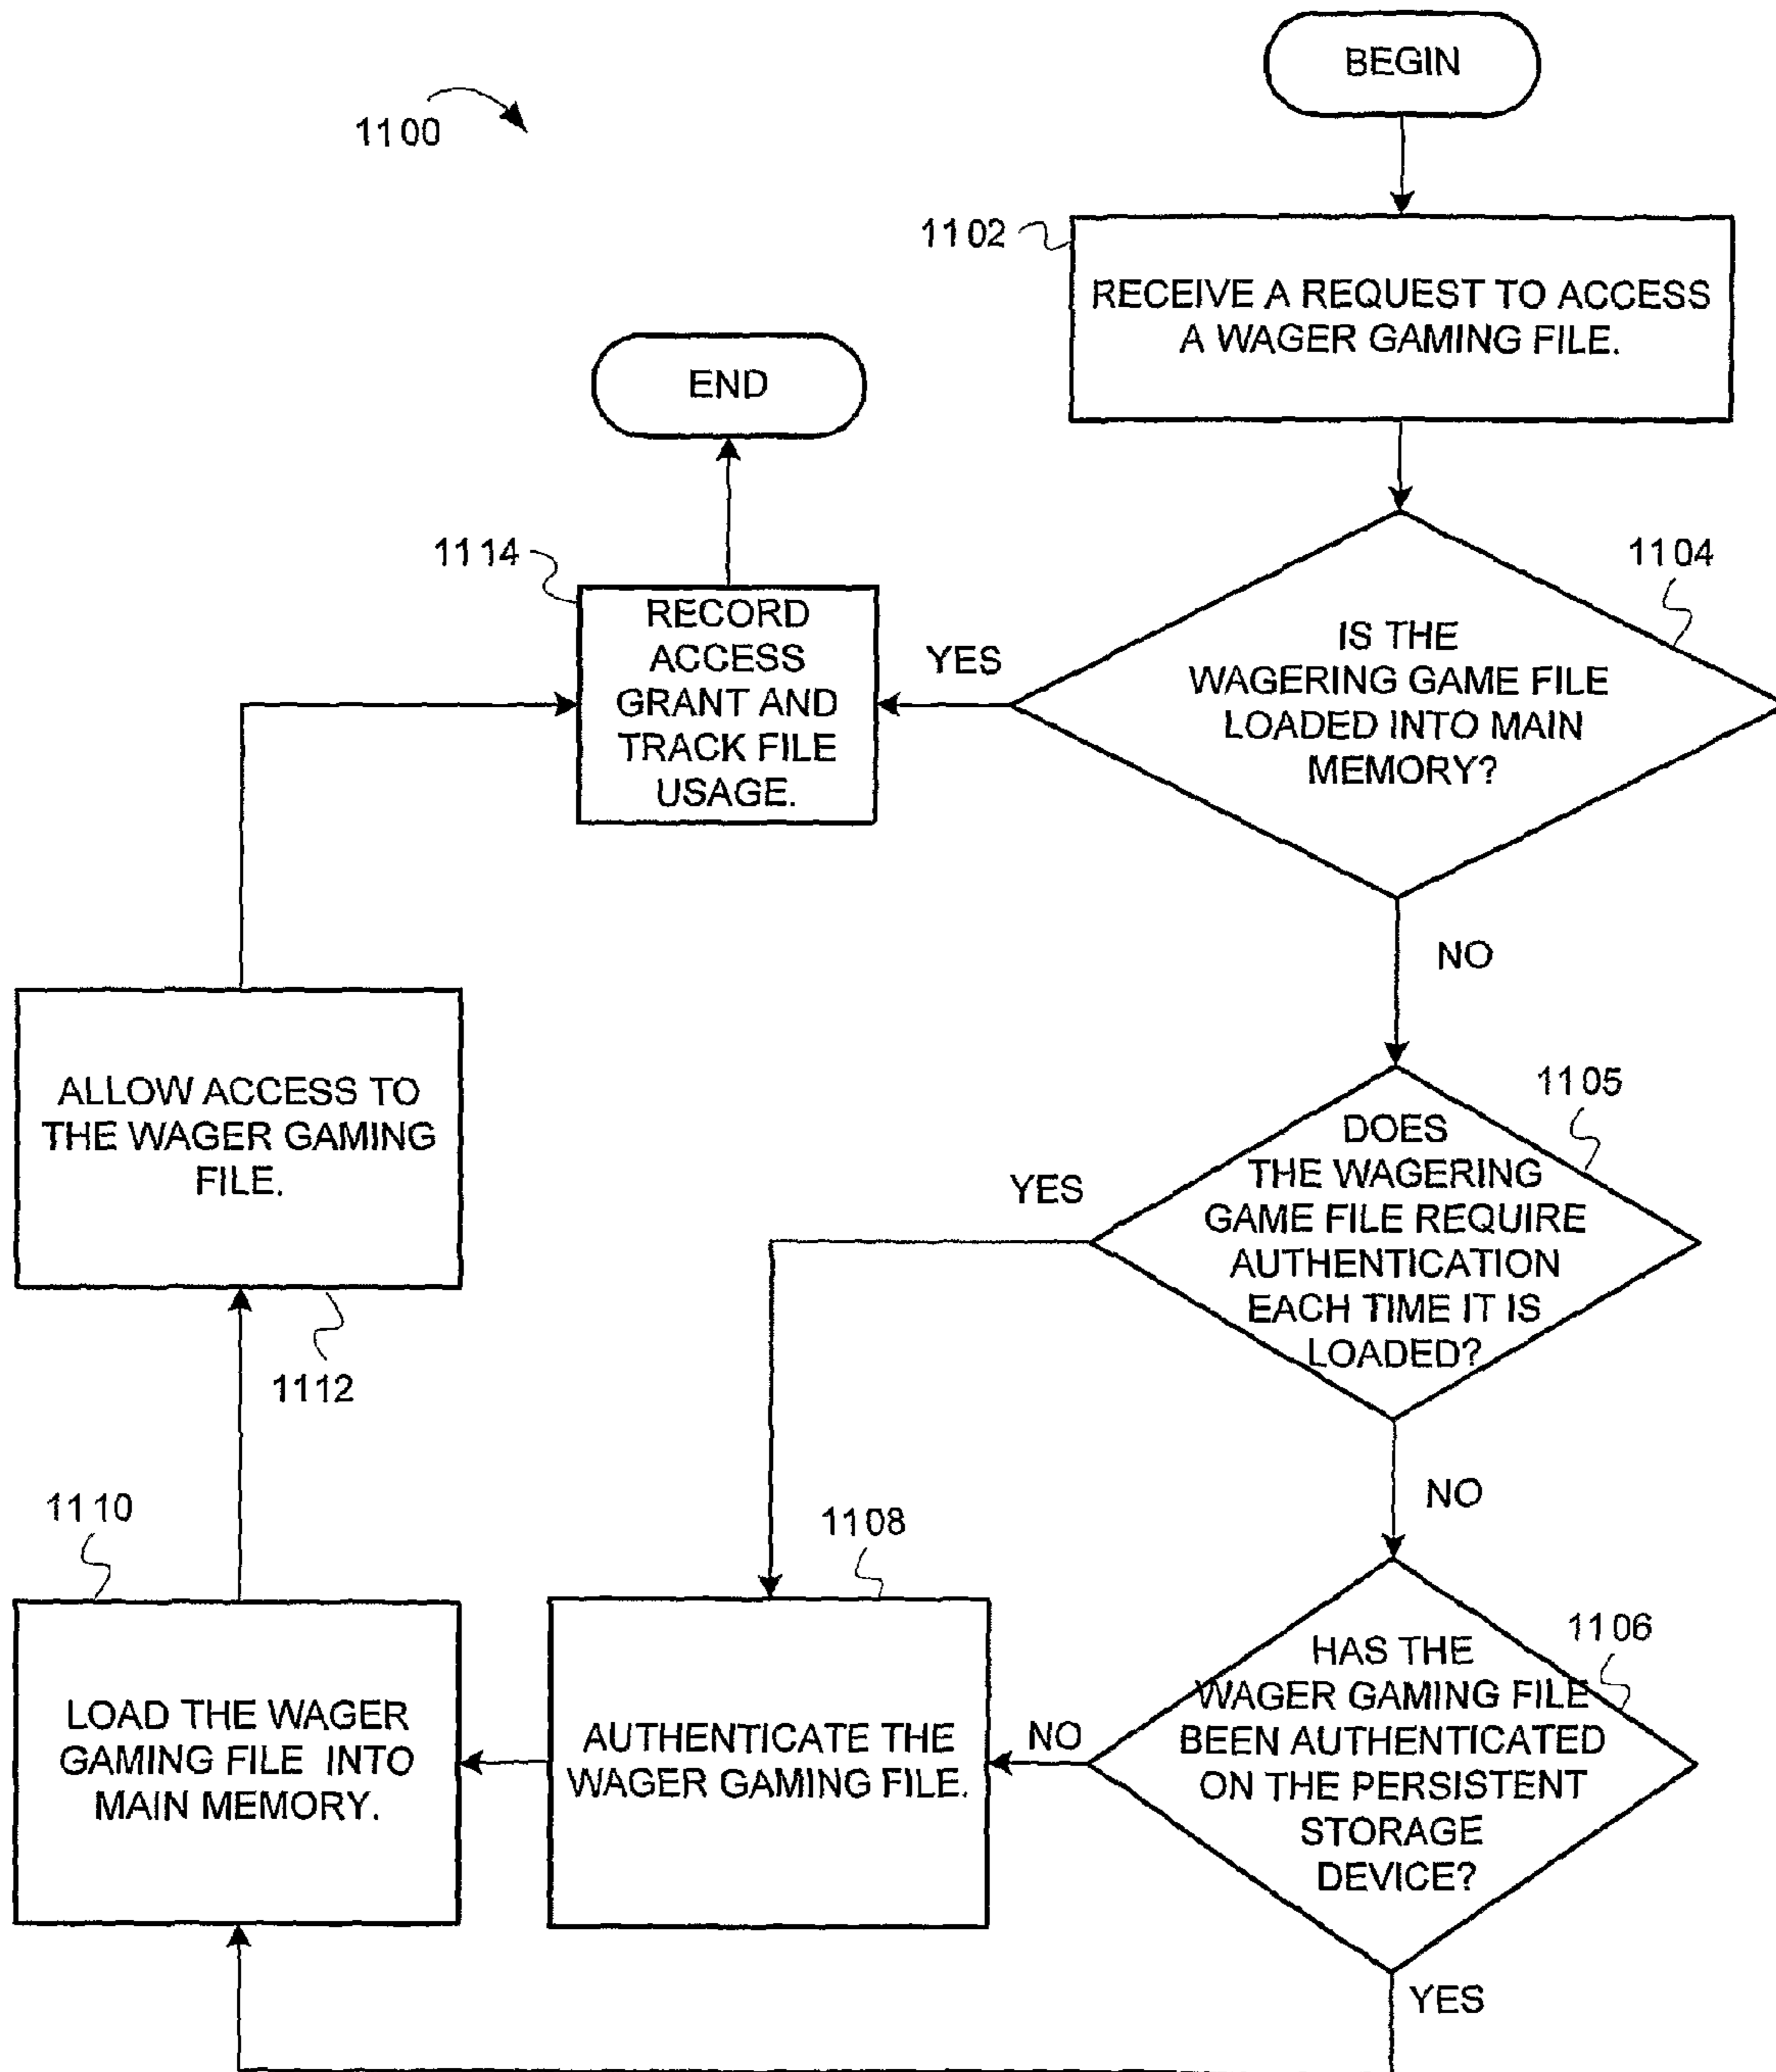 BEGIN
1100
1102
RECEIVE A REQUEST TO ACCESS
A WAGER GAMING FILE.
END
1114
RECORD
ACCESS
GRANT AND
TRACK FILE
USAGE.
YES
1104
IS THE
WAGERING GAME FILE
LOADED INTO MAIN
MEMORY?
NO
ALLOW ACCESS TO
THE WAGER GAMING
FILE.
1112
YES
1105
DOES
THE WAGERING
GAME FILE REQUIRE
AUTHENTICATION
EACH TIME IT IS
LOADED?
NO
1110
LOAD THE WAGER
GAMING FILE INTO
MAIN MEMORY.
1108
AUTHENTICATE THE
WAGER GAMING FILE.
NO
1106
HAS THE
WAGER GAMING FILE
BEEN AUTHENTICATED
ON THE PERSISTENT
STORAGE
DEVICE?
YES